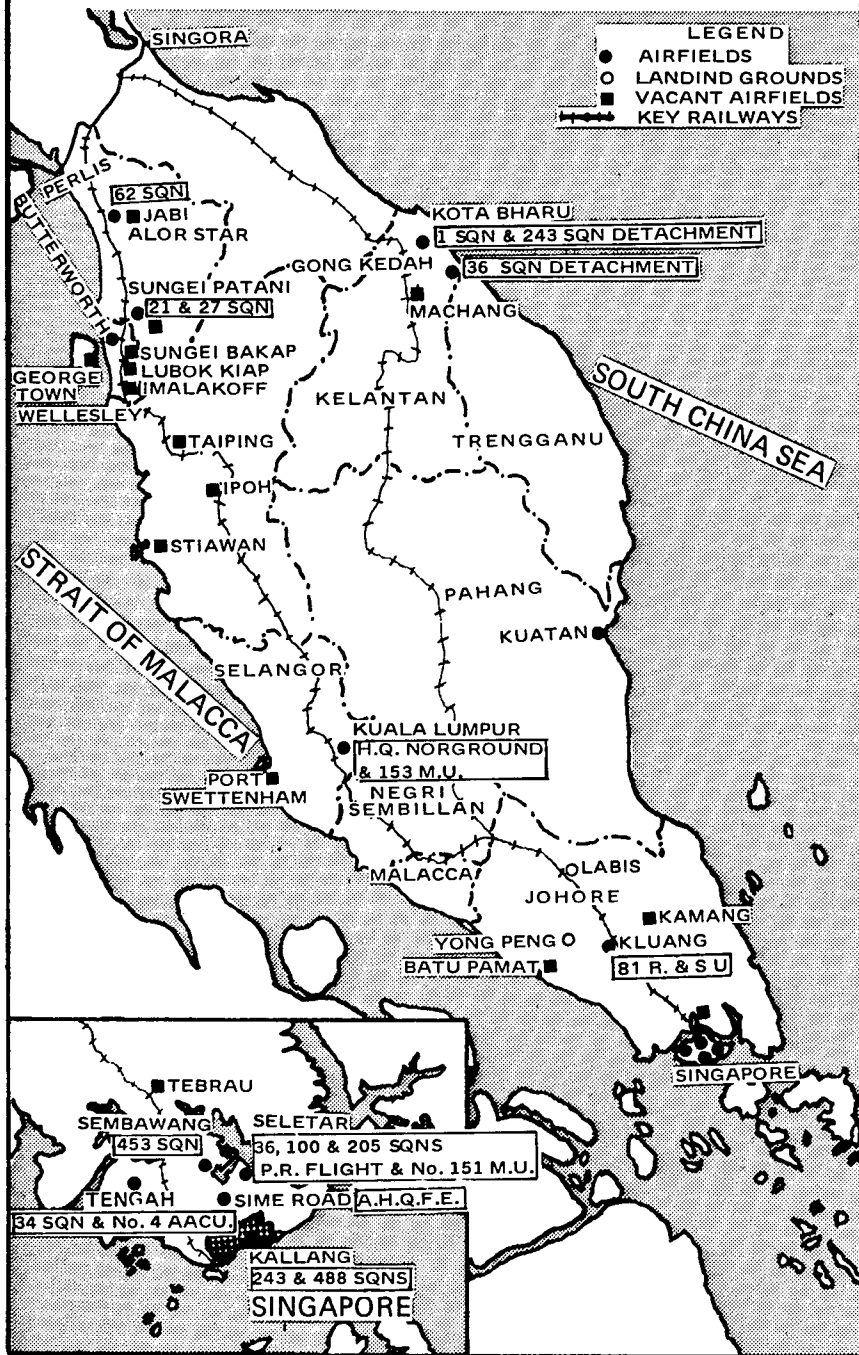 SINGORA
LEGEND
AIRFIELDS
LANDIND GROUNDS
VACANT AIRFIELDS
KEY RAILWAYS
PERLIS
62 SQN
JABI
ALOR STAR
BUTTERWORTH
KOTA BHARU
1 SQN & 243 SQN DETACHMENT
GONG KEDAH
36 SQN DETACHMENT
MACHANG
SUNGEI PATANI
21 & 27 SQN
SUNGEI BAKAP
LUBOK KIAP
IMALAKOFF
GEORGE
TOWN
WELLESLEY
KELANTAN
SOUTH CHINA SEA
TAIPING
TRENGGANU
IPOH
STIAWAN
STRAIT OF MALACCA
PAHANG
KUATAN
SELANGOR
KUALA LUMPUR
H.Q. NORGROUND
& 153 M.U.
PORT
SWETTENHAM
NEGRI
SEMBILLAN
MALACCA
LABIS
JOHORE
KAMANG
YONG PENG
KLUANG
BATU PAMAT
81 R. & S U
SINGAPORE
TEBRAU
SEMBAWANG
453 SQN
SELETAR
36, 100 & 205 SQNS
P.R. FLIGHT & No. 151 M.U.
TENGAH
SIME ROAD A.H.Q.F.E.
34 SQN & No. 4 AACU.
KALLANG
243 & 488 SQNS
SINGAPORE